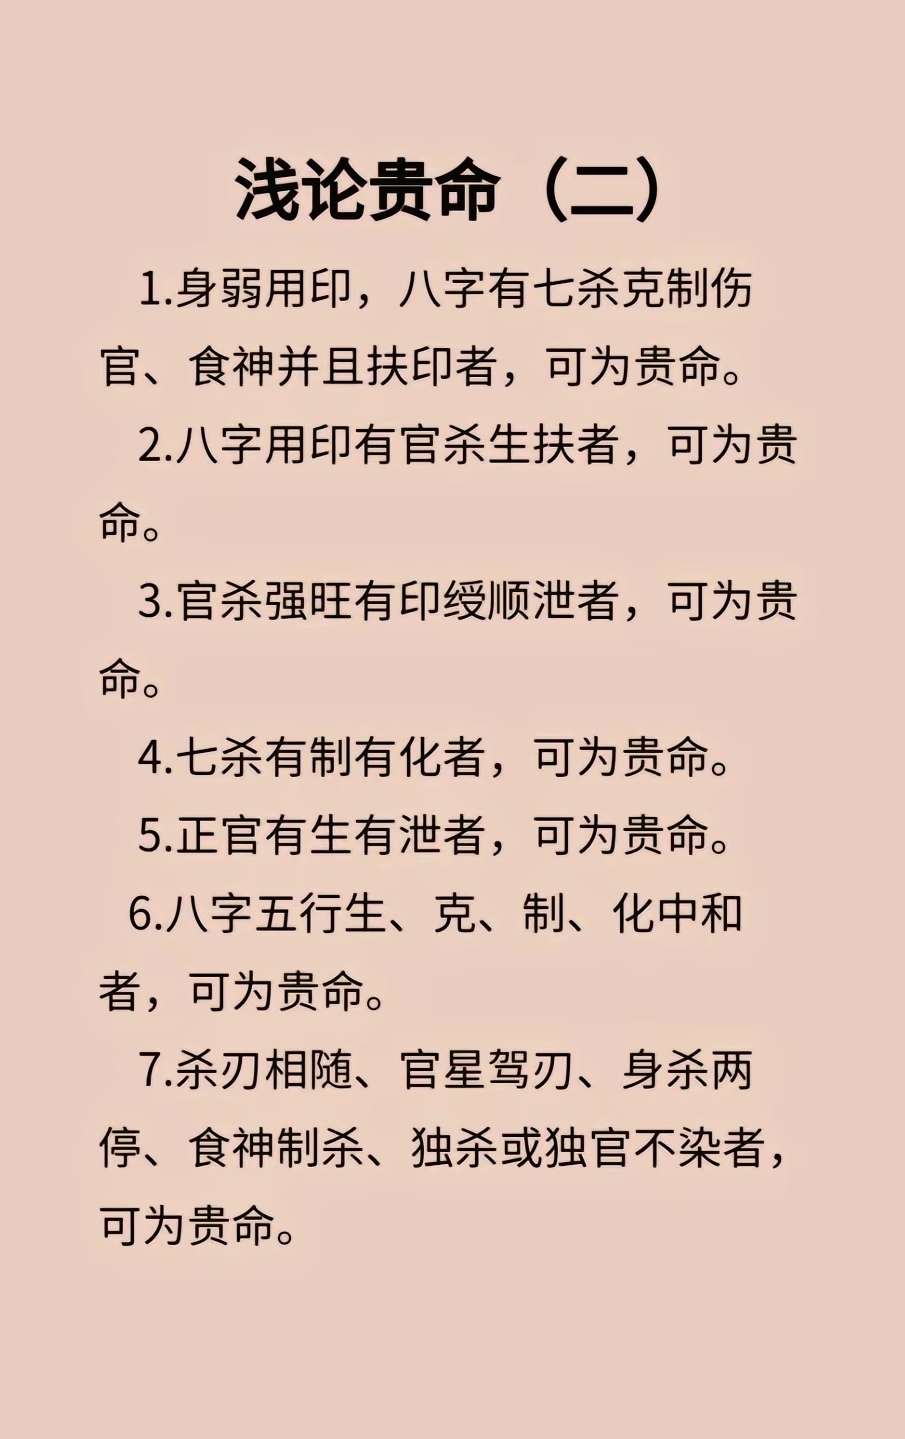 浅论贵命（二）
1.身弱用印，八字有七杀克制伤
官、食神并且扶印者，可为贵命。
2.八字用印有官杀生扶者，可为贵
命。
3.官杀强旺有印绶顺泄者，可为贵
命。
4.七杀有制有化者，可为贵命。
5.正官有生有泄者，可为贵命。
6.八字五行生、克、制、化中和
者，可为贵命。
7.杀刃相随、官星驾刃、身杀两
停、食神制杀、独杀或独官不染者，
可为贵命。